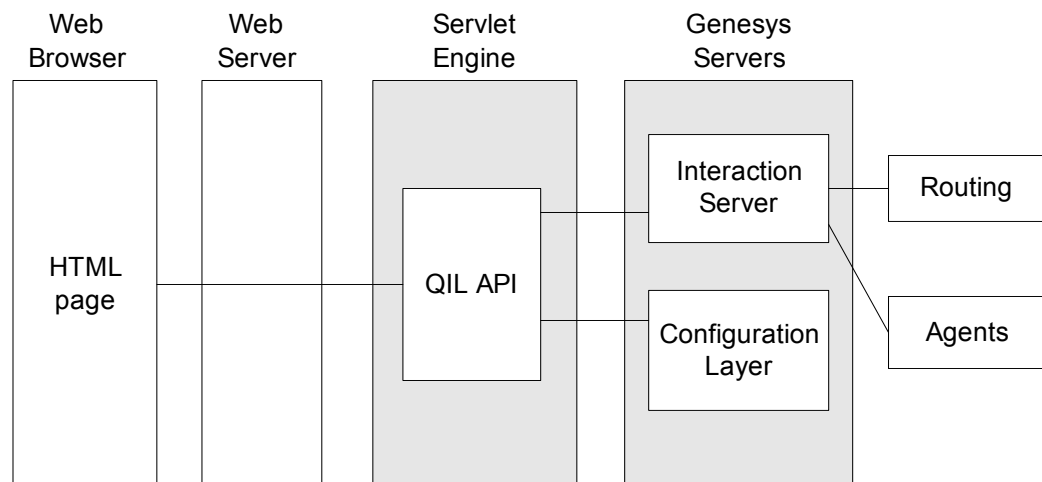 Web
Browser
Web
Server
Servlet
Engine
Genesys
Servers
HTML
page
QIL API
Interaction
Server
Configuration
Layer
Routing
Agents